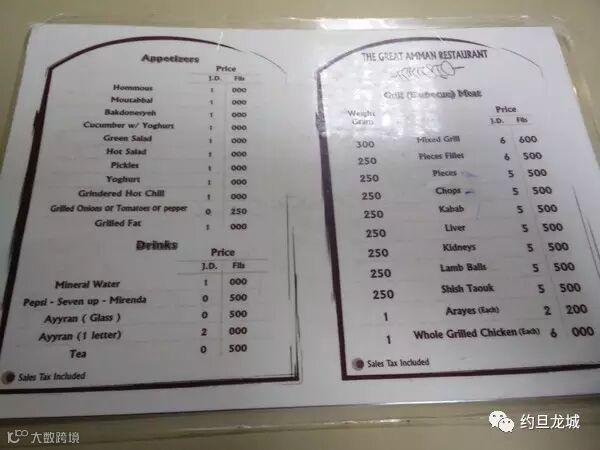 Appetizers
Price
J.D. Fils
Hommous 1 000
Moutabbal 1 000
Bakdoneryeh 1 000
Cucumber w/ Yoghurt 1 000
Green Salad 1 000
Hot Salad 1 000
Pickles 1 000
Yoghurt 1 000
Grindered Hot Chill 1 000
Grilled Onions or Tomatoes or pepper 0 250
Grilled Fat 1 000
Drinks
Price
J.D. Fils
Mineral Water 1 000
Pepsi - Seven up - Mirenda 0 500
Ayyran ( Glass ) 0 500
Ayyran (1 letter) 2 000
Tea 0 500
Sales Tax Included
THE GREAT AMMAN RESTAURANT
Grill (Barbecue) Meat
Weight Price
Gram J.D. Fils
300 Mixed Grill 6 600
250 Pieces Fillet 6 500
250 Pieces 5 500
250 Chops 5 500
250 Kabab 5 500
250 Liver 5 500
250 Kidneys 5 500
250 Lamb Balls 5 500
250 Shish Taouk 5 500
1 Arayes (Each) 2 200
1 Whole Grilled Chicken (Each) 6 000
Sales Tax Included
大数跨境
约旦龙城